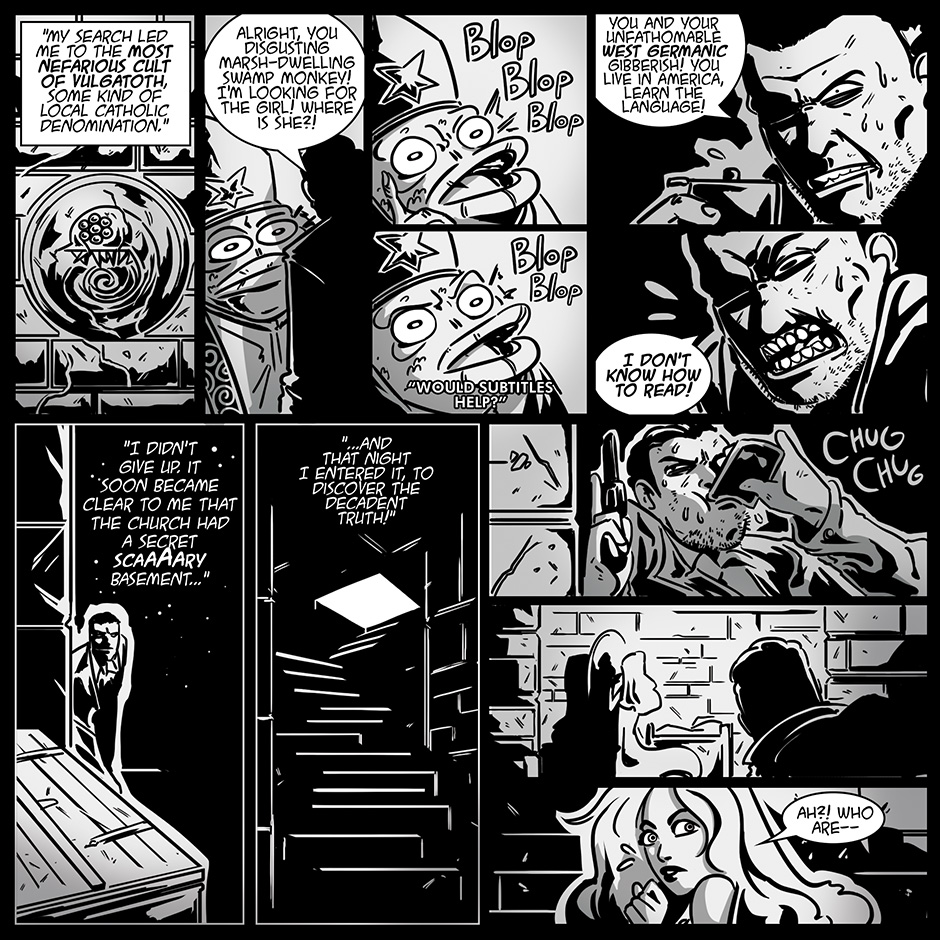 "MY SEARCH LED
ME TO THE MOST
NEFARIOUS CULT
OF VULGATOTH,
SOME KIND OF
LOCAL CATHOLIC
DENOMINATION."
ALRIGHT, YOU
DISGUSTING
MARSH-DWELLING
SWAMP MONKEY!
I'M LOOKING FOR
THE GIRL! WHERE
IS SHE?!
BLOP
BLOP
BLOP
YOU AND YOUR
UNFATHOMABLE
WEST GERMANIC
GIBBERISH! YOU
LIVE IN AMERICA,
LEARN THE
LANGUAGE!
BLOP
BLOP
"WOULD SUBTITLES
HELP?"
I DON'T
KNOW HOW
TO READ!
"I DIDN'T
GIVE UP. IT
SOON BECAME
CLEAR TO ME THAT
THE CHURCH HAD
A SECRET
SCAAAARY
BASEMENT..."
"...AND
THAT NIGHT
I ENTERED IT, TO
DISCOVER THE
DECADENT
TRUTH!"
CHUG
CHUG
AH?! WHO
ARE--